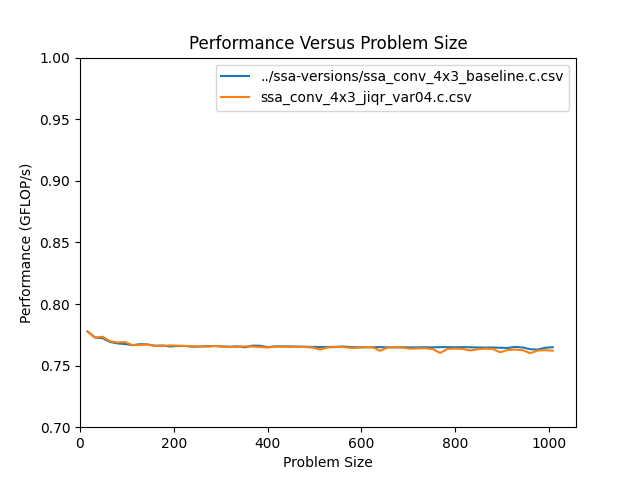 Performance Versus Problem Size
../ssa-versions/ssa_conv_4x3_baseline.c.csv
ssa_conv_4x3_jiqr_var04.c.csv
Performance (GFLOP/s)
1.00
0.95
0.90
0.85
0.80
0.75
0.70
0 200 400 600 800 1000
Problem Size